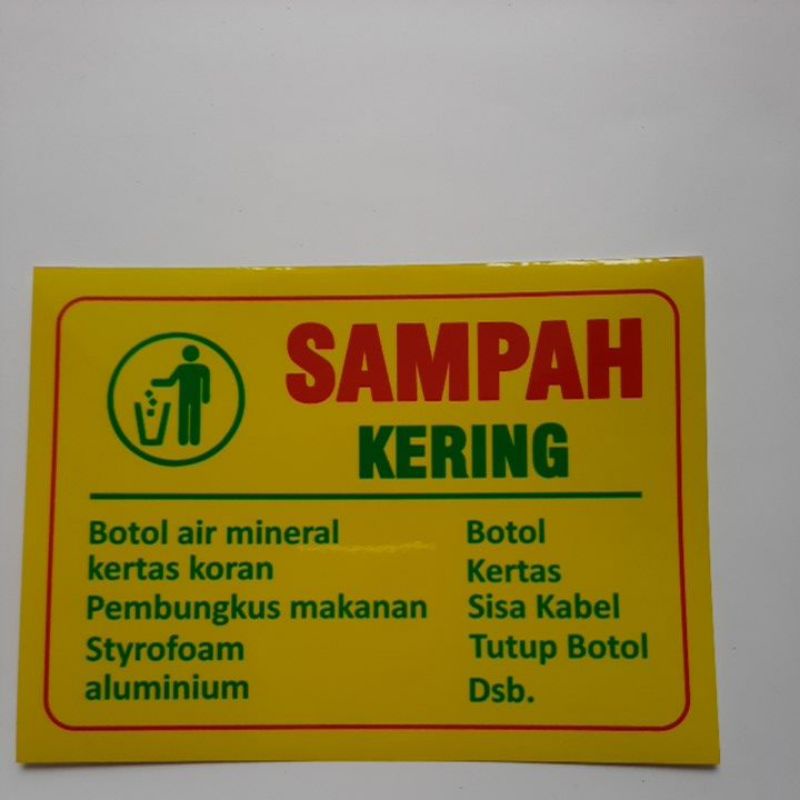 SAMPAH
KERING
Botol air mineral
kertas koran
Pembungkus makanan
Styrofoam
aluminium
Botol
Kertas
Sisa Kabel
Tutup Botol
Dsb.